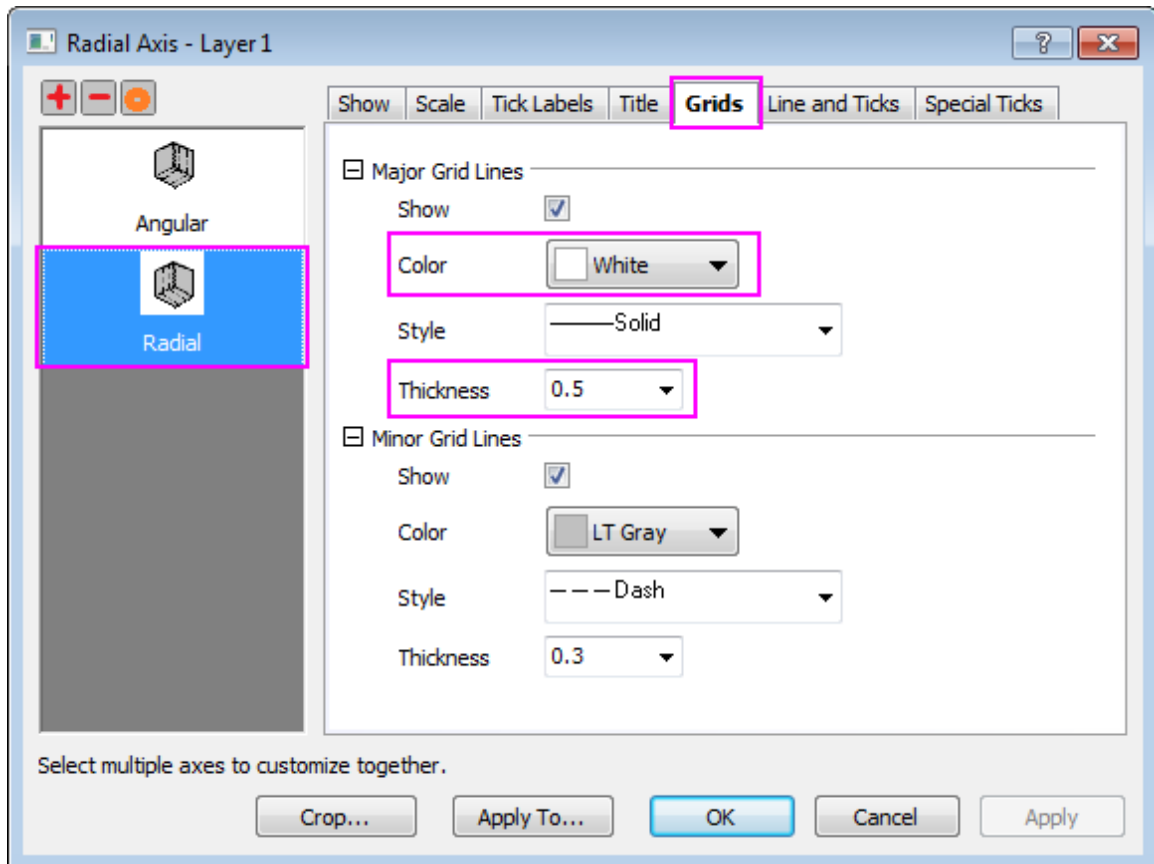 Radial Axis - Layer 1
Show Scale Tick Labels Title Grids Line and Ticks Special Ticks
Angular
Radial
Major Grid Lines
Show
Color White
Style Solid
Thickness 0.5
Minor Grid Lines
Show
Color LT Gray
Style Dash
Thickness 0.3
Select multiple axes to customize together.
Crop... Apply To... OK Cancel Apply